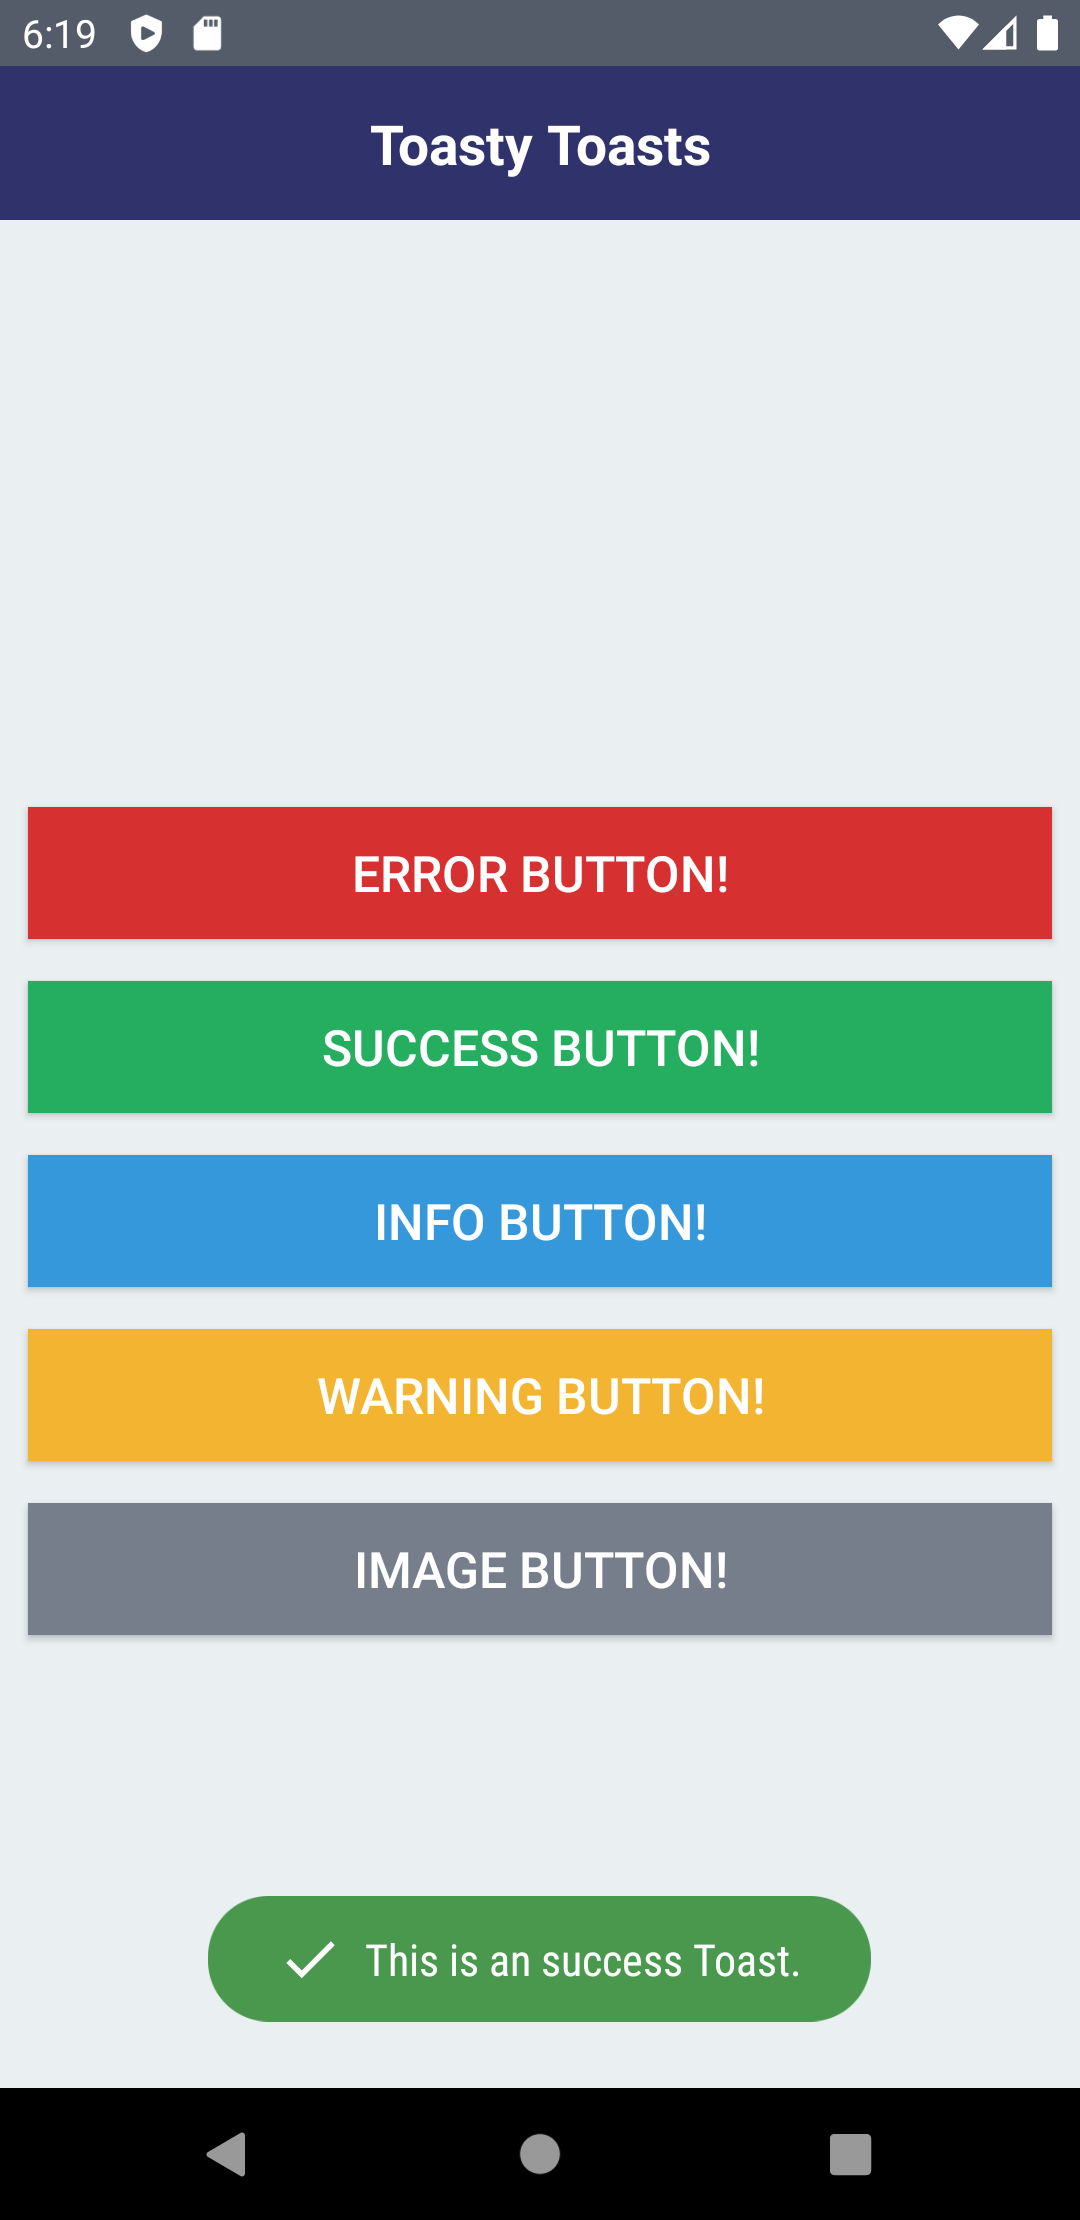 6:19
Toasty Toasts
ERROR BUTTON!
SUCCESS BUTTON!
INFO BUTTON!
WARNING BUTTON!
IMAGE BUTTON!
This is an success Toast.